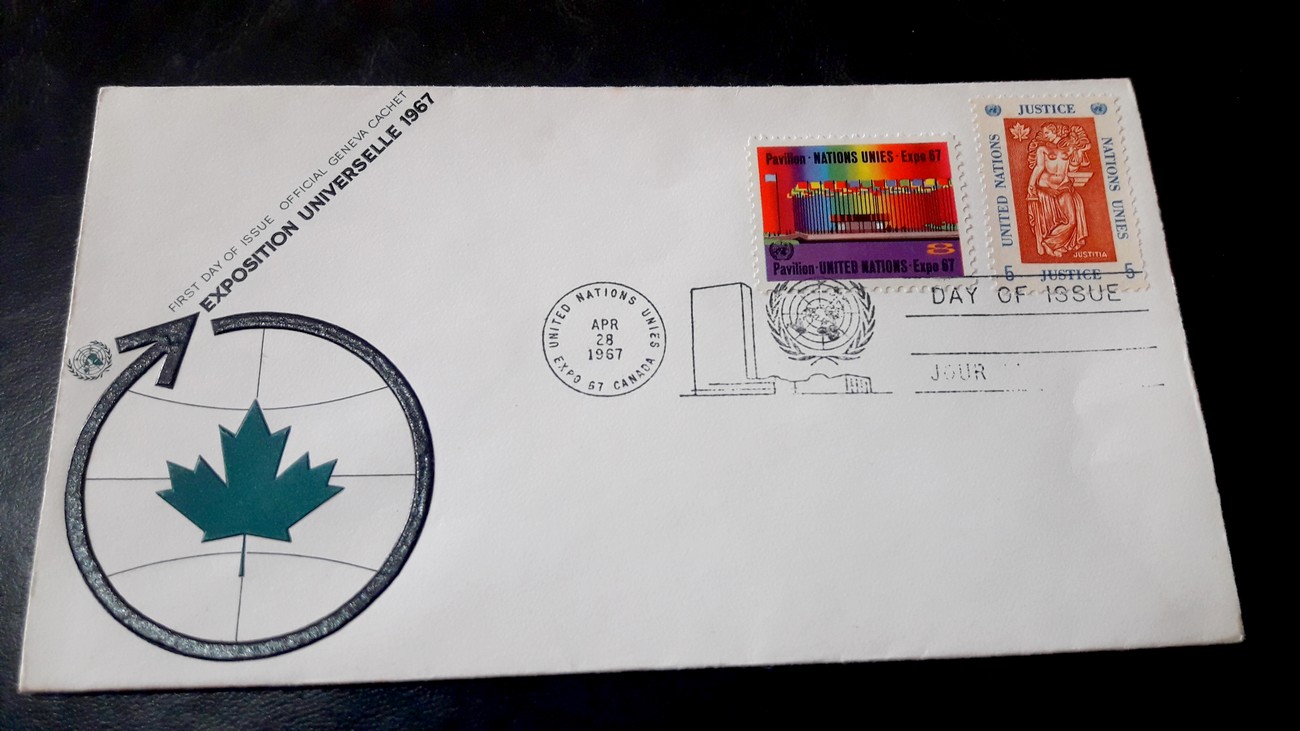 FIRST DAY OF ISSUE OFFICIAL GENEVA CACHET
EXPOSITION UNIVERSELLE 1967
Pavilion · NATIONS UNIES · Expo 67
8
Pavilion · UNITED NATIONS · Expo 67
JUSTICE
UNITED NATIONS
NATIONS UNIES
JUSTITIA
5 JUSTICE 5
UNITED NATIONS UNIES
APR
28
1967
EXPO 67 CANADA
DAY OF ISSUE
JOUR